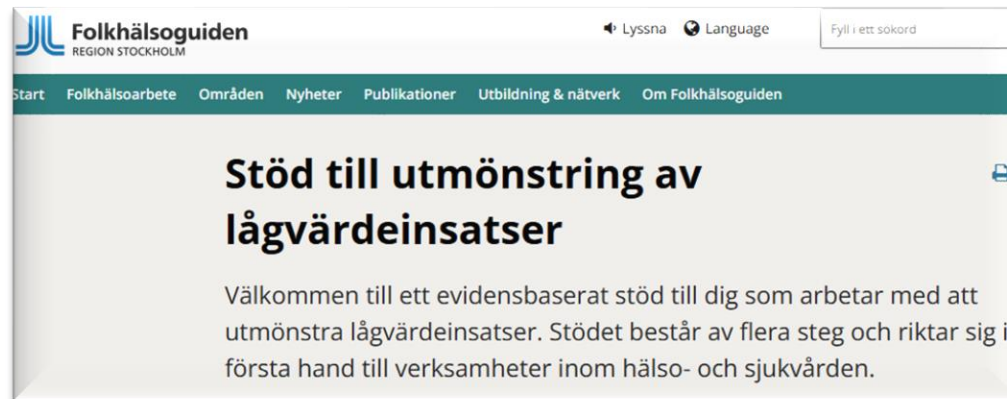 Folkhälsoguiden
REGION STOCKHOLM
Lyssna Language
Fyll i ett sökord
Start Folkhälsoarbete Områden Nyheter Publikationer Utbildning & nätverk Om Folkhälsoguiden
Stöd till utmönstring av
lågvärdeinsatser
Välkommen till ett evidensbaserat stöd till dig som arbetar med att
utmönstra lågvärdeinsatser. Stödet består av flera steg och riktar sig i
första hand till verksamheter inom hälso- och sjukvården.